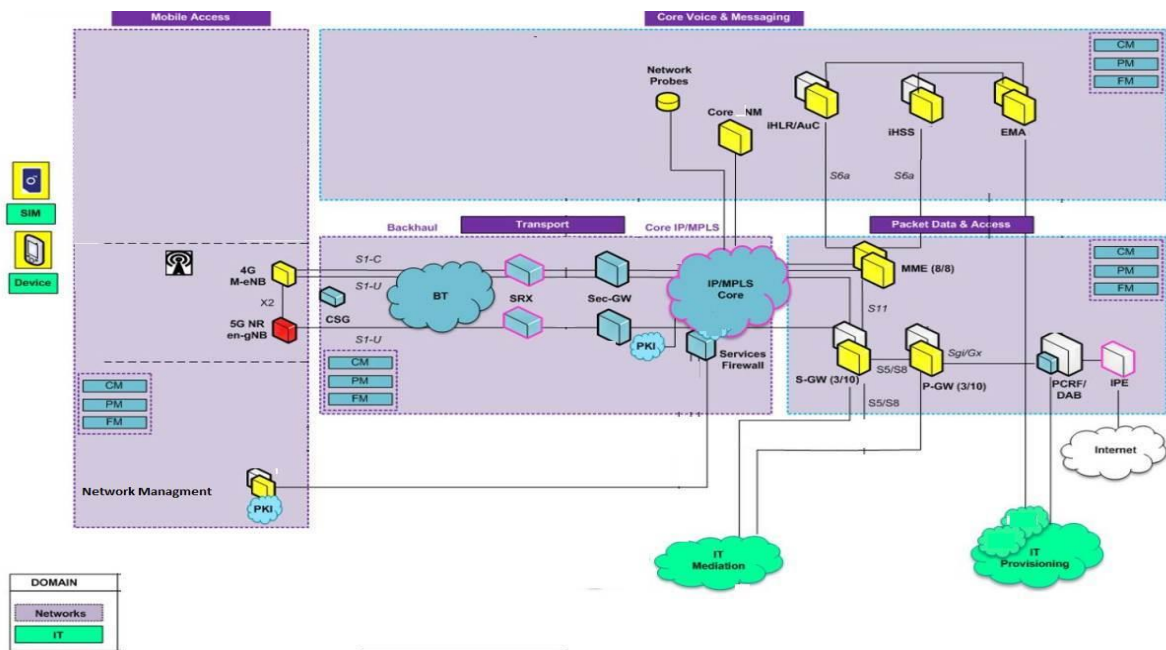 Mobile Access
Core Voice & Messaging
CM
PM
FM
Network
Probes
Core NM
iHLR/AuC
iHSS
EMA
S6a
S6a
SIM
Device
Backhaul
Transport
Core IP/MPLS
Packet Data & Access
4G
M-eNB
X2
5G NR
en-gNB
S1-C
S1-U
S1-U
CSG
BT
SRX
Sec-GW
PKI
IP/MPLS
Core
Services
Firewall
MME (8/8)
S11
CM
PM
FM
S-GW (3/10)
S5/S8
S5/S8
P-GW (3/10)
Sgi/Gx
PCRF/
DAB
IPE
Internet
CM
PM
FM
CM
PM
FM
Network Managment
PKI
IT
Mediation
IT
Provisioning
DOMAIN
Networks
IT